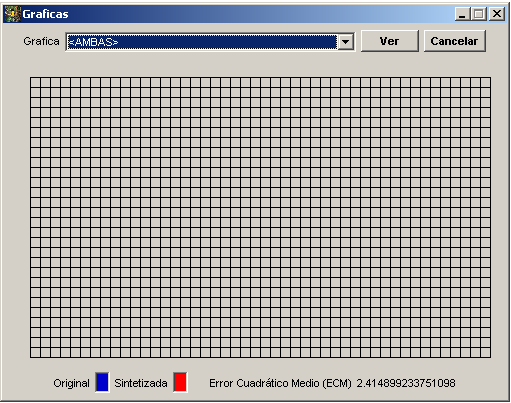 Graficas
Grafica <AMBAS> Ver Cancelar
Original Sintetizada Error Cuadrático Medio (ECM) 2.414899233751098